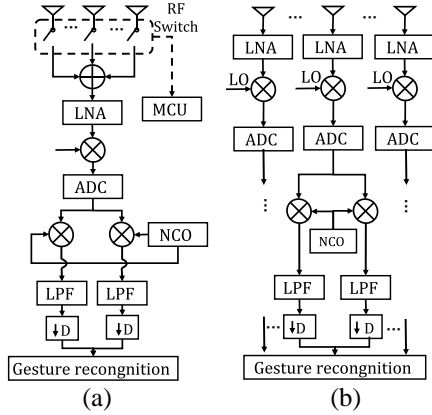 RF
Switch
...
...
LNA
MCU
ADC
NCO
LPF
LPF
↓D
↓D
Gesture recongnition
(a)
...
...
LNA
LNA
LNA
LO
LO
LO
ADC
ADC
ADC
⋮
⋮
NCO
LPF
LPF
...
↓D
↓D
...
Gesture recongnition
(b)